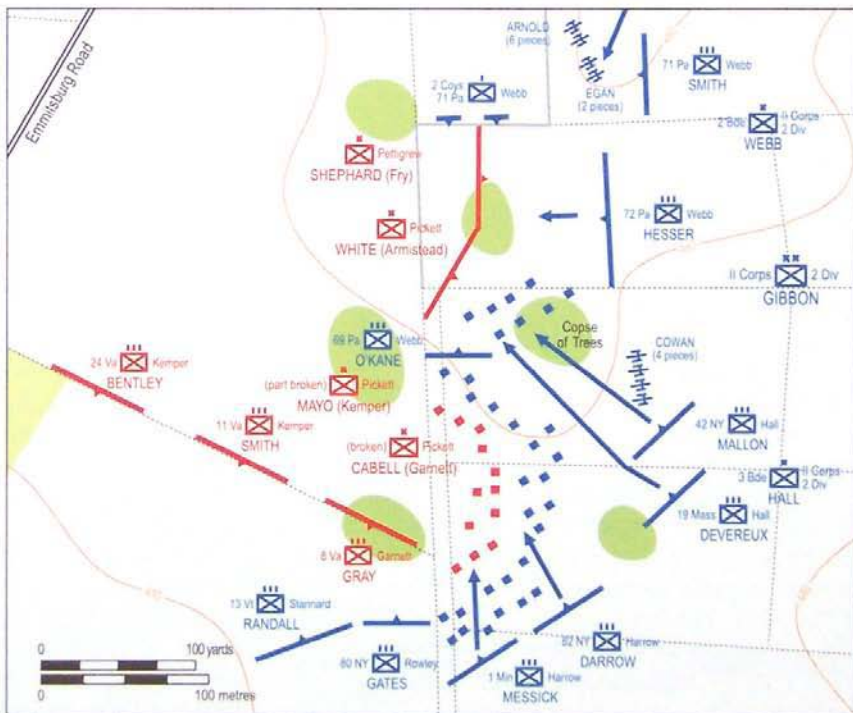 Emmitsburg Road
ARNOLD
(6 pieces)
EGAN
(2 pieces)
71 Pa Webb
SMITH
2 Coys
71 Pa Webb
2 Bde II Corps
2 Div
WEBB
Pettigrew
SHEPHARD (Fry)
Pickett
WHITE (Armistead)
72 Pa Webb
HESSER
II Corps 2 Div
GIBBON
69 Pa Webb
O'KANE
Copse
of Trees
COWAN
(4 pieces)
24 Va Kemper
BENTLEY
(part broken) Pickett
MAYO (Kemper)
11 Va Kemper
SMITH
42 NY Hall
MALLON
(broken) Pickett
CABELL (Garnett)
3 Bde II Corps
2 Div
HALL
19 Mass Hall
DEVEREUX
8 Va Garnett
GRAY
13 Vt Stannard
RANDALL
80 NY Rowley
GATES
82 NY Harrow
DARROW
1 Min Harrow
MESSICK
0 100 yards
0 100 metres